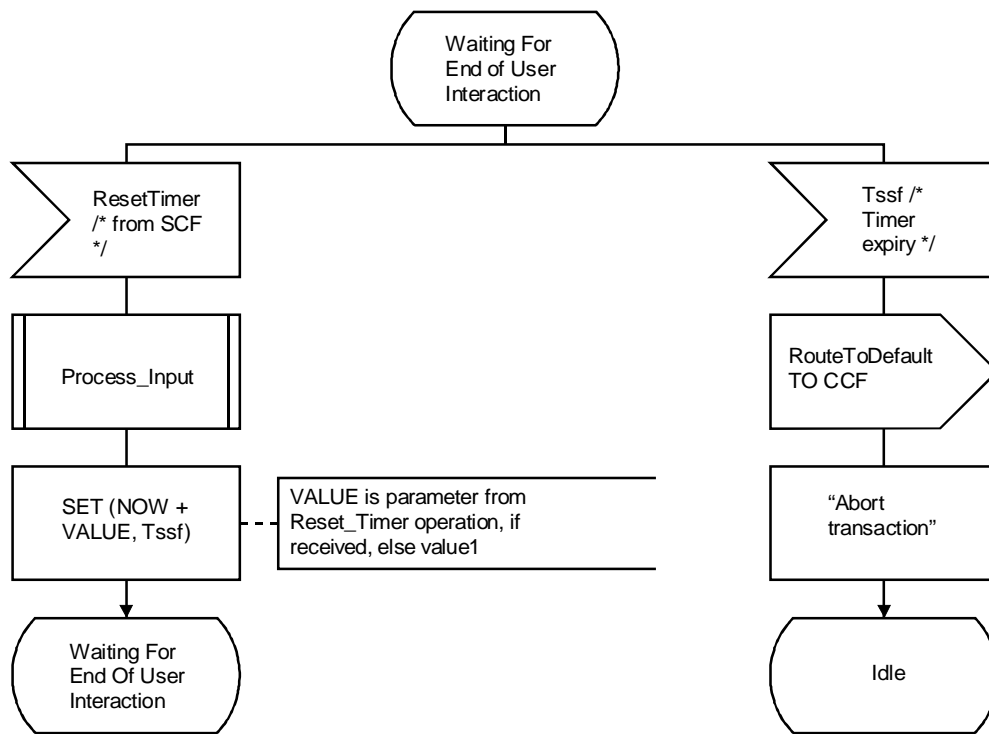 Waiting For
End of User
Interaction
ResetTimer
/* from SCF
*/
Tssf /*
Timer
expiry */
Process_Input
RouteToDefault
TO CCF
SET (NOW +
VALUE, Tssf)
VALUE is parameter from
Reset_Timer operation, if
received, else value1
“Abort
transaction”
Waiting For
End Of User
Interaction
Idle